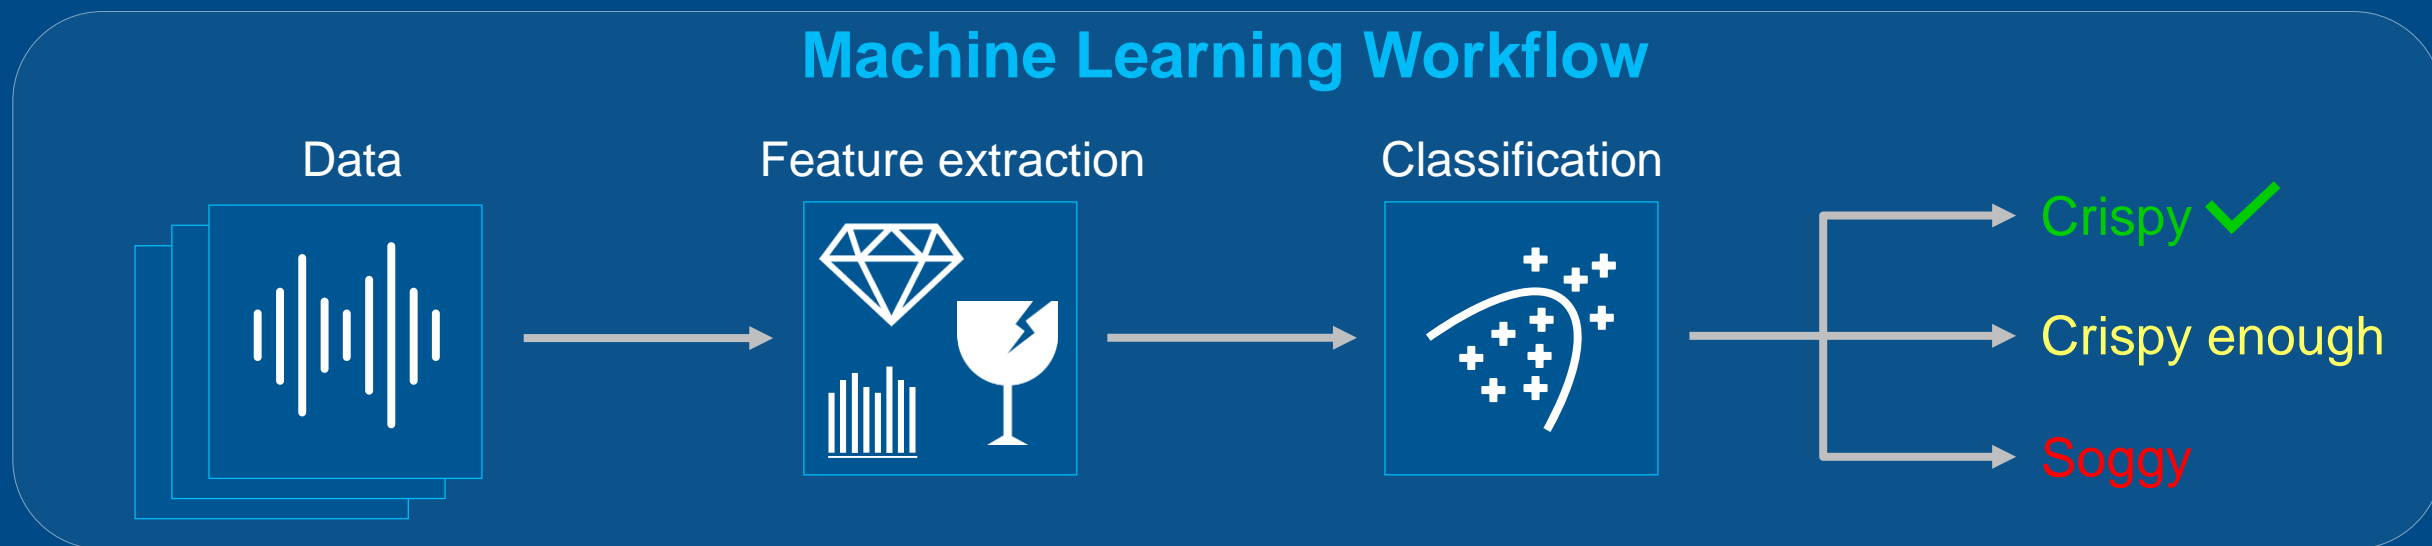 Machine Learning Workflow
Data
Feature extraction
Classification
Crispy
Crispy enough
Soggy